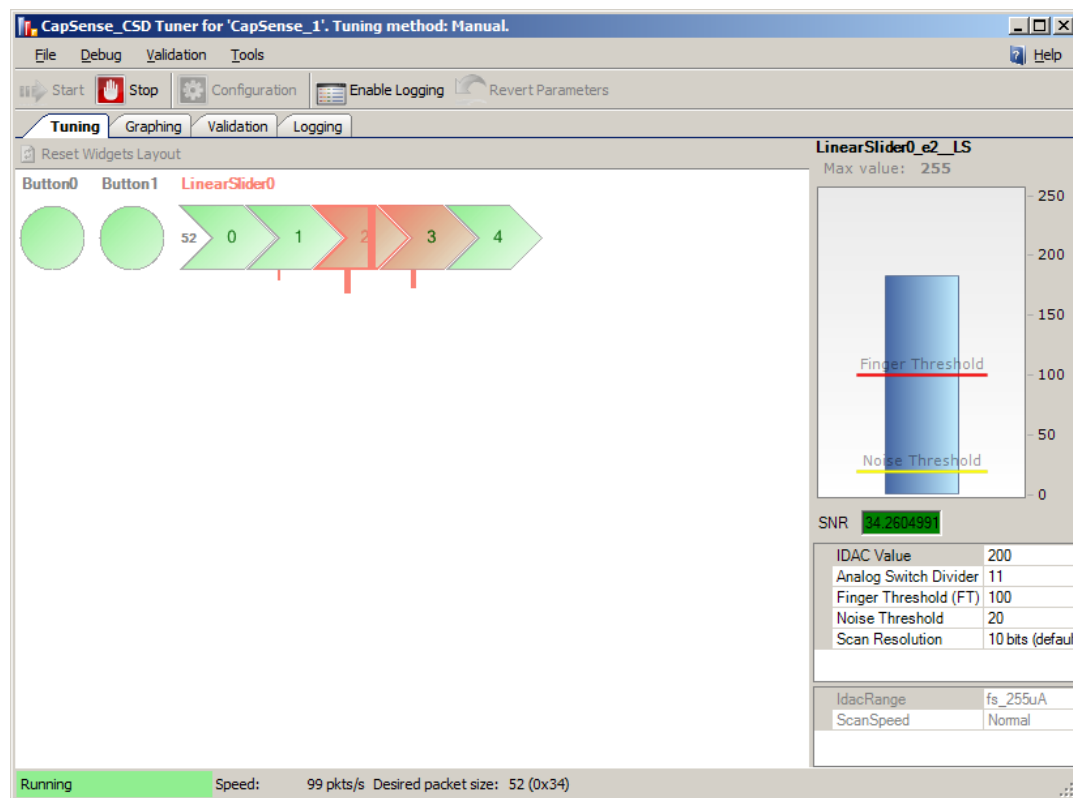 CapSense_CSD Tuner for 'CapSense_1'. Tuning method: Manual.
File Debug Validation Tools Help
Start Stop Configuration Enable Logging Revert Parameters
Tuning Graphing Validation Logging
Reset Widgets Layout
Button0 Button1 LinearSlider0
52 0 1 2 3 4
LinearSlider0_e2__LS
Max value: 255
250
200
150
Finger Threshold
100
50
Noise Threshold
0
SNR 34.2604991
IDAC Value 200
Analog Switch Divider 11
Finger Threshold (FT) 100
Noise Threshold 20
Scan Resolution 10 bits (defaul
IdacRange fs_255uA
ScanSpeed Normal
Running Speed: 99 pkts/s Desired packet size: 52 (0x34)